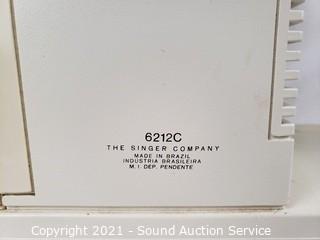 6212C
THE SINGER COMPANY
MADE IN BRAZIL
INDUSTRIA BRASILEIRA
M. I. DEP. PENDENTE
Copyright 2021 - Sound Auction Service